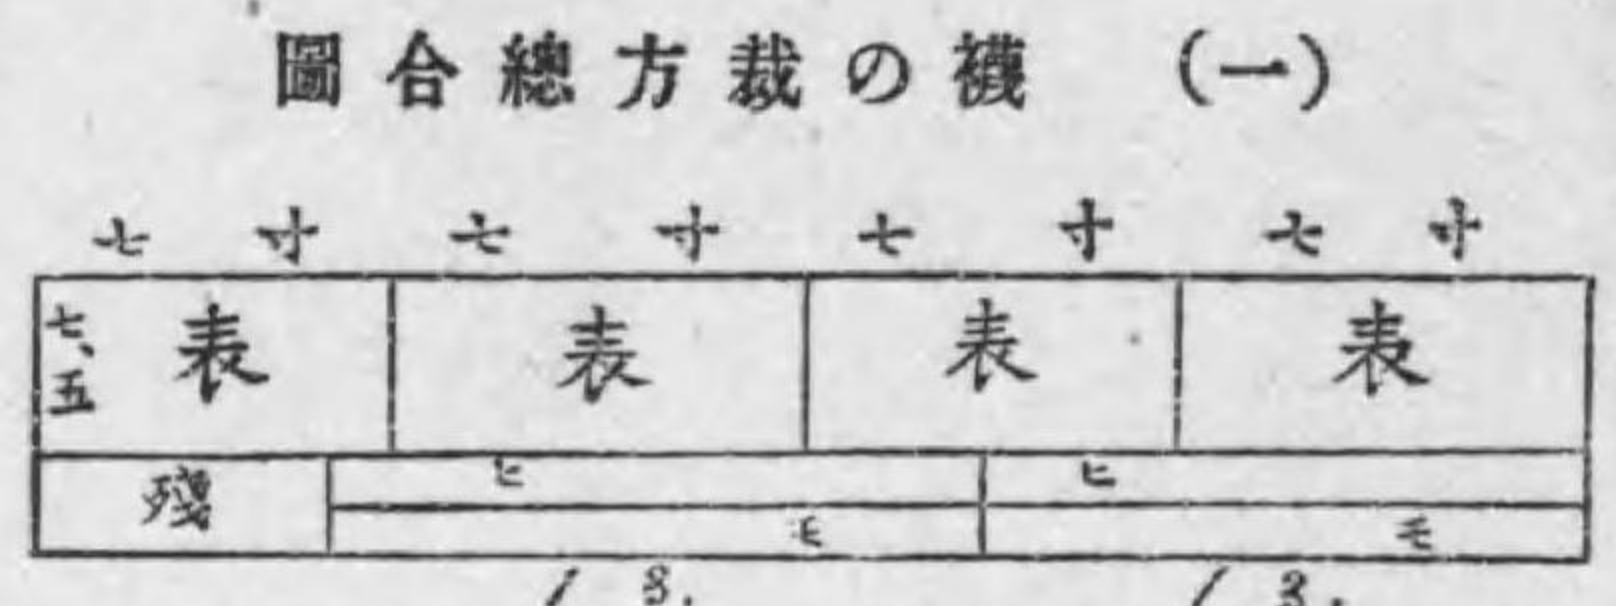 (一) 襪の裁方總合圖
七寸 七寸 七寸 七寸
七、五 表 表 表 表
殘 ヒ ヒ
モ モ
13.